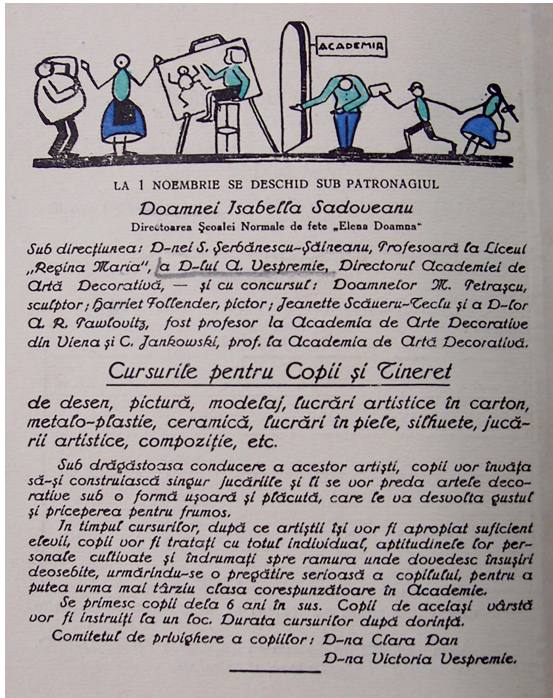 ACADEMIA
LA 1 NOEMBRIE SE DESCHID SUB PATRONAGIUL
Doamnei Isabella Sadoveanu
Directoarea Școalei Normale de fete „Elena Doamna"
Sub direcțiunea: D-nei S. Șerbănescu-Șăineanu, Profesoară la Liceul
„Regina Maria", a D-lui A. Vespremie, Directorul Academiei de
Artă Decorativă, — și cu concursul: Doamnelor M. Petrașcu,
sculptor; Harriet Follender, pictor; Jeanette Scăueru-Teclu și a D-lor
A. R. Pawlovitz, fost profesor la Academia de Arte Decorative
din Viena și C. Jankowski, prof. la Academia de Artă Decorativă.
Cursurile pentru Copii și Tineret
de desen, pictură, modelaj, lucrări artistice în carton,
metalo-plastie, ceramică, lucrări în piele, silhuete, jucă-
rii artistice, compoziție, etc.
Sub drăgăstoasa conducere a acestor artiști, copii vor învăța
să-și construiască singur jucăriile și li se vor preda artele deco-
rative sub o formă ușoară și plăcută, care le va desvolta gustul
și priceperea pentru frumos.
In timpul cursurilor, după ce artiștii își vor fi apropiat suficient
elevii, copii vor fi tratați cu totul individual, aptitudinele lor per-
sonale cultivate și îndrumați spre ramura unde dovedesc însușiri
deosebite, urmărindu-se o pregătire serioasă a copilului, pentru a
putea urma mai târziu clasa corespunzătoare în Academie.
Se primesc copii dela 6 ani în sus. Copii de același vârstă
vor fi instruiți la un loc. Durata cursurilor după dorință.
Comitetul de priveghere a copiilor: D-na Clara Dan
D-na Victoria Vespremie.